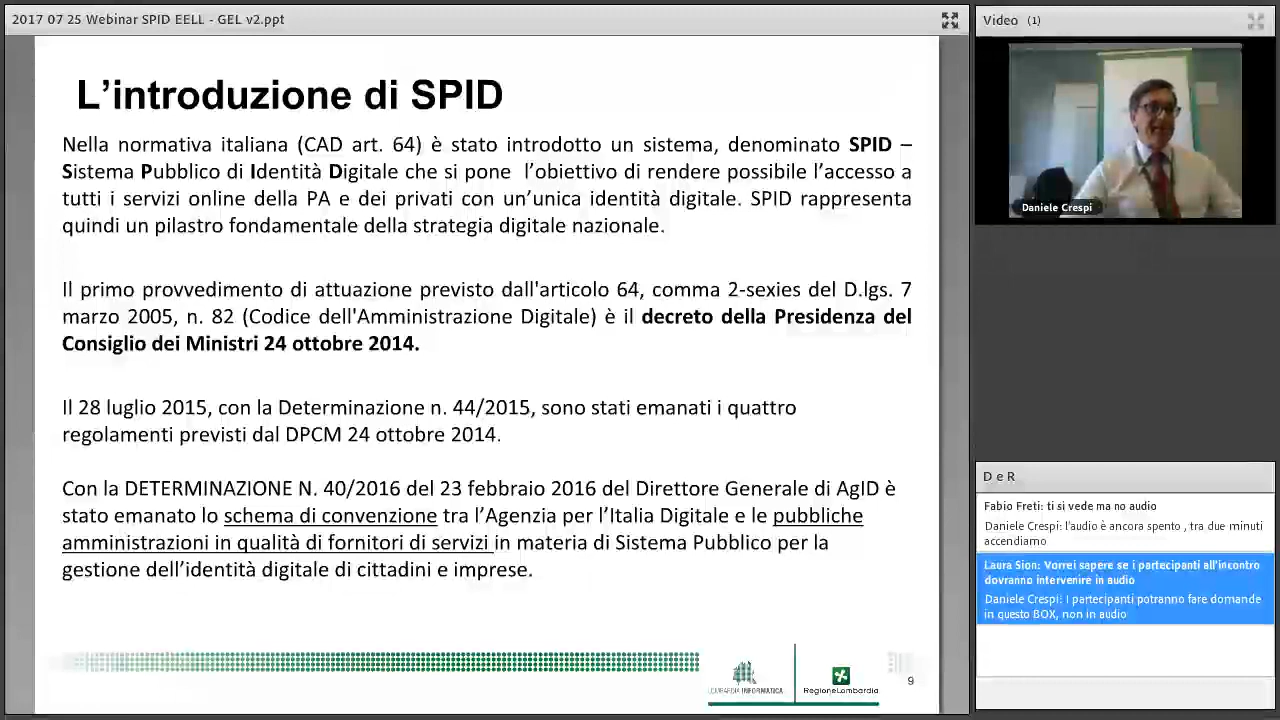 2017 07 25 Webinar SPID EELL - GEL v2.ppt
L'introduzione di SPID
Nella normativa italiana (CAD art. 64) è stato introdotto un sistema, denominato SPID –
Sistema Pubblico di Identità Digitale che si pone l'obiettivo di rendere possibile l'accesso a
tutti i servizi online della PA e dei privati con un'unica identità digitale. SPID rappresenta
quindi un pilastro fondamentale della strategia digitale nazionale.
Il primo provvedimento di attuazione previsto dall'articolo 64, comma 2-sexies del D.lgs. 7
marzo 2005, n. 82 (Codice dell'Amministrazione Digitale) è il decreto della Presidenza del
Consiglio dei Ministri 24 ottobre 2014.
Il 28 luglio 2015, con la Determinazione n. 44/2015, sono stati emanati i quattro
regolamenti previsti dal DPCM 24 ottobre 2014.
Con la DETERMINAZIONE N. 40/2016 del 23 febbraio 2016 del Direttore Generale di AgID è
stato emanato lo schema di convenzione tra l'Agenzia per l'Italia Digitale e le pubbliche
amministrazioni in qualità di fornitori di servizi in materia di Sistema Pubblico per la
gestione dell'identità digitale di cittadini e imprese.
LOMBARDIA INFORMATICA
RegioneLombardia
9
Video (1)
Daniele Crespi
D e R
Fabio Freti: ti si vede ma no audio
Daniele Crespi: l'audio è ancora spento , tra due minuti
accendiamo
Laura Sion: Vorrei sapere se i partecipanti all'incontro
dovranno intervenire in audio
Daniele Crespi: I partecipanti potranno fare domande
in questo BOX, non in audio